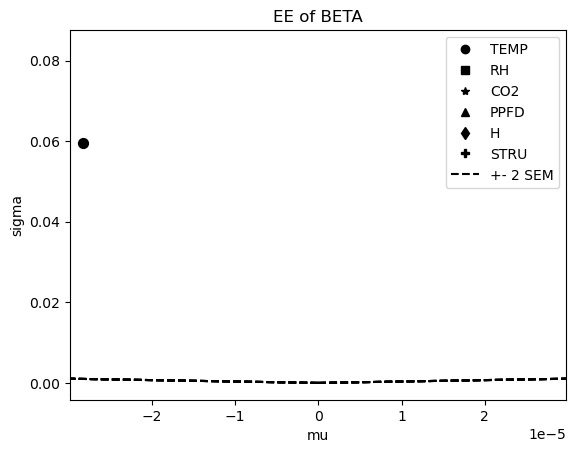 EE of BETA
sigma
0.08
0.06
0.04
0.02
0.00
TEMP
RH
CO2
PPFD
H
STRU
+- 2 SEM
−2
−1
0
1
2
1e−5
mu